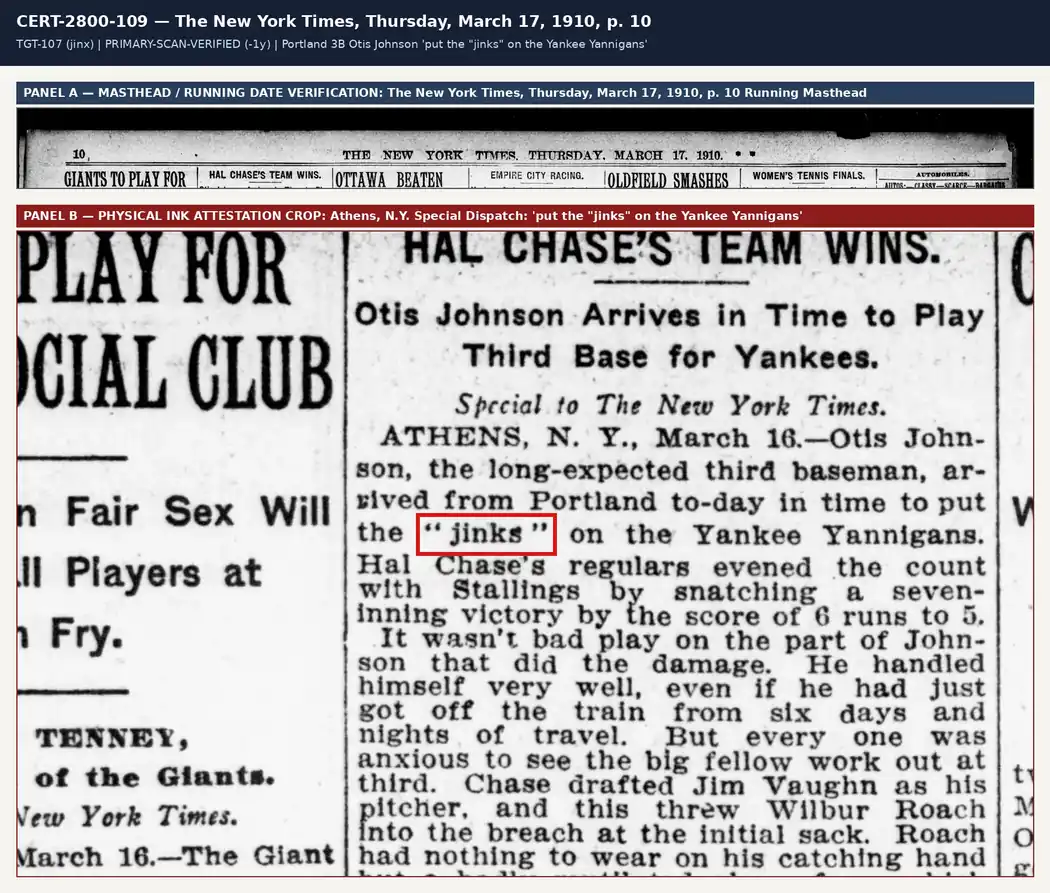 CERT-2800-109 — The New York Times, Thursday, March 17, 1910, p. 10
TGT-107 (jinx) | PRIMARY-SCAN-VERIFIED (-1y) | Portland 3B Otis Johnson 'put the "jinks" on the Yankee Yannigans'
PANEL A — MASTHEAD / RUNNING DATE VERIFICATION: The New York Times, Thursday, March 17, 1910, p. 10 Running Masthead
10 THE NEW YORK TIMES. THURSDAY. MARCH 17. 1910.
GIANTS TO PLAY FOR
HAL CHASE'S TEAM WINS.
OTTAWA BEATEN
EMPIRE CITY RACING.
OLDFIELD SMASHES
WOMEN'S TENNIS FINALS.
AUTOMOBILES.
PANEL B — PHYSICAL INK ATTESTATION CROP: Athens, N.Y. Special Dispatch: 'put the "jinks" on the Yankee Yannigans'
PLAY FOR
OCIAL CLUB
n Fair Sex Will
ll Players at
n Fry.
TENNEY,
of the Giants.
New York Times.
March 16.—The Giant
HAL CHASE'S TEAM WINS.
Otis Johnson Arrives in Time to Play
Third Base for Yankees.
Special to The New York Times.
ATHENS, N. Y., March 16.—Otis John-
son, the long-expected third baseman, ar-
rived from Portland to-day in time to put
the "jinks" on the Yankee Yannigans.
Hal Chase's regulars evened the count
with Stallings by snatching a seven-
inning victory by the score of 6 runs to 5.
It wasn't bad play on the part of John-
son that did the damage. He handled
himself very well, even if he had just
got off the train from six days and
nights of travel. But every one was
anxious to see the big fellow work out at
third. Chase drafted Jim Vaughn as his
pitcher, and this threw Wilbur Roach
into the breach at the initial sack. Roach
had nothing to wear on his catching hand